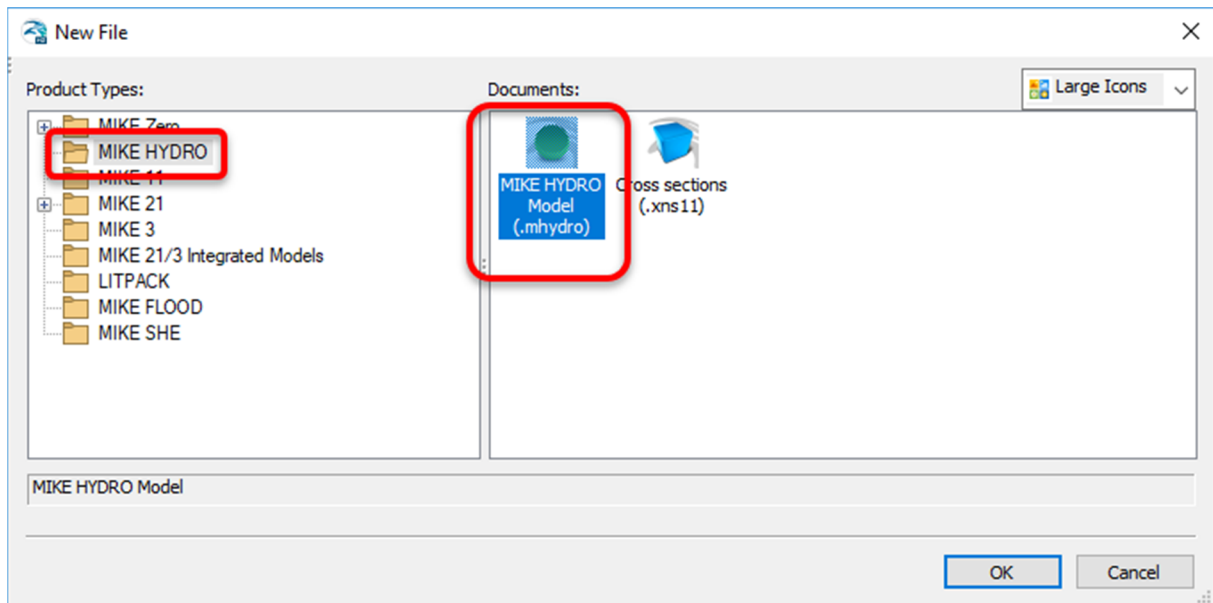 New File
Product Types:
Documents:
Large Icons
MIKE Zero
MIKE HYDRO
MIKE 11
MIKE 21
MIKE 3
MIKE 21/3 Integrated Models
LITPACK
MIKE FLOOD
MIKE SHE
MIKE HYDRO
Model
(.mhydro)
Cross sections
(.xns11)
MIKE HYDRO Model
OK
Cancel